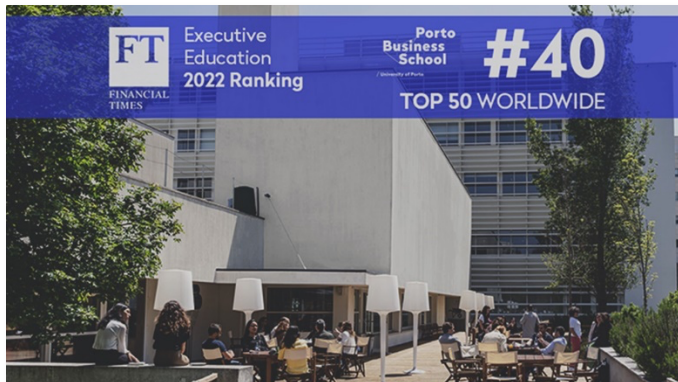 FT
FINANCIAL
TIMES
Executive
Education
2022 Ranking
Porto
Business
School
/ University of Porto
#40
TOP 50 WORLDWIDE